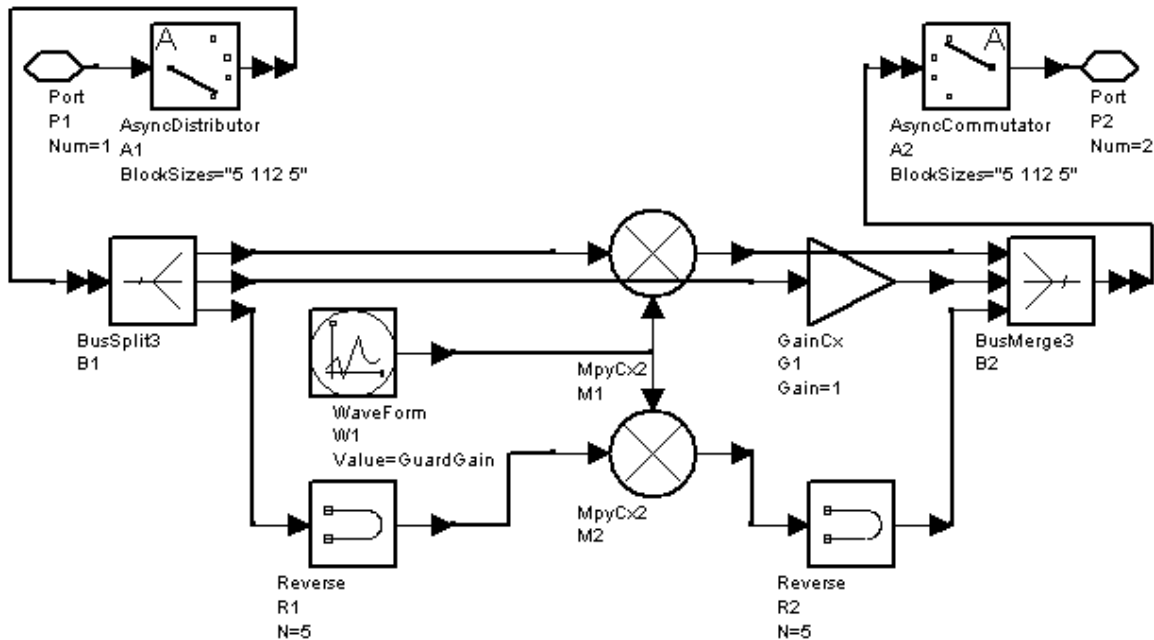 A
A
Port
P1
Num=1
AsyncDistributor
A1
BlockSizes="5 112 5"
AsyncCommutator
A2
BlockSizes="5 112 5"
Port
P2
Num=2
BusSplit3
B1
WaveForm
W1
Value=GuardGain
MpyCx2
M1
GainCx
G1
Gain=1
BusMerge3
B2
MpyCx2
M2
Reverse
R1
N=5
Reverse
R2
N=5